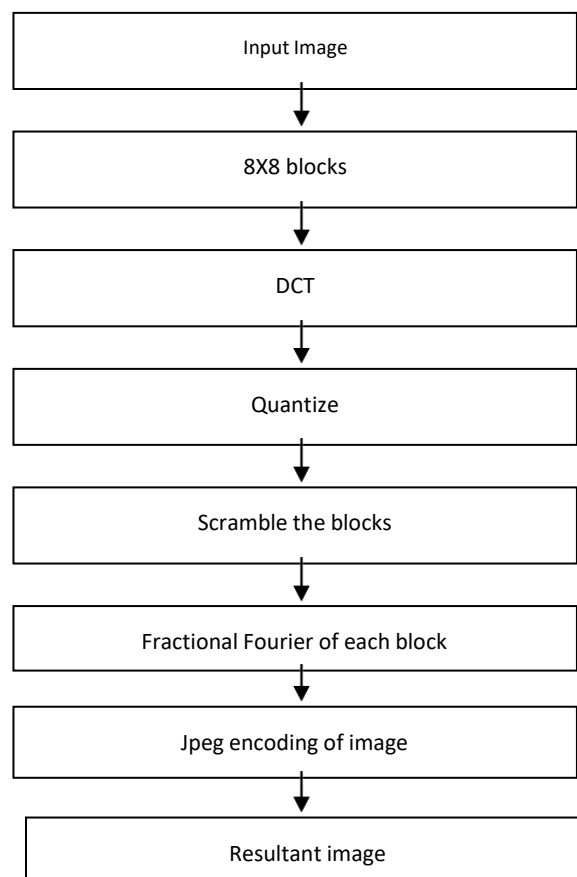 Input Image
8X8 blocks
DCT
Quantize
Scramble the blocks
Fractional Fourier of each block
Jpeg encoding of image
Resultant image